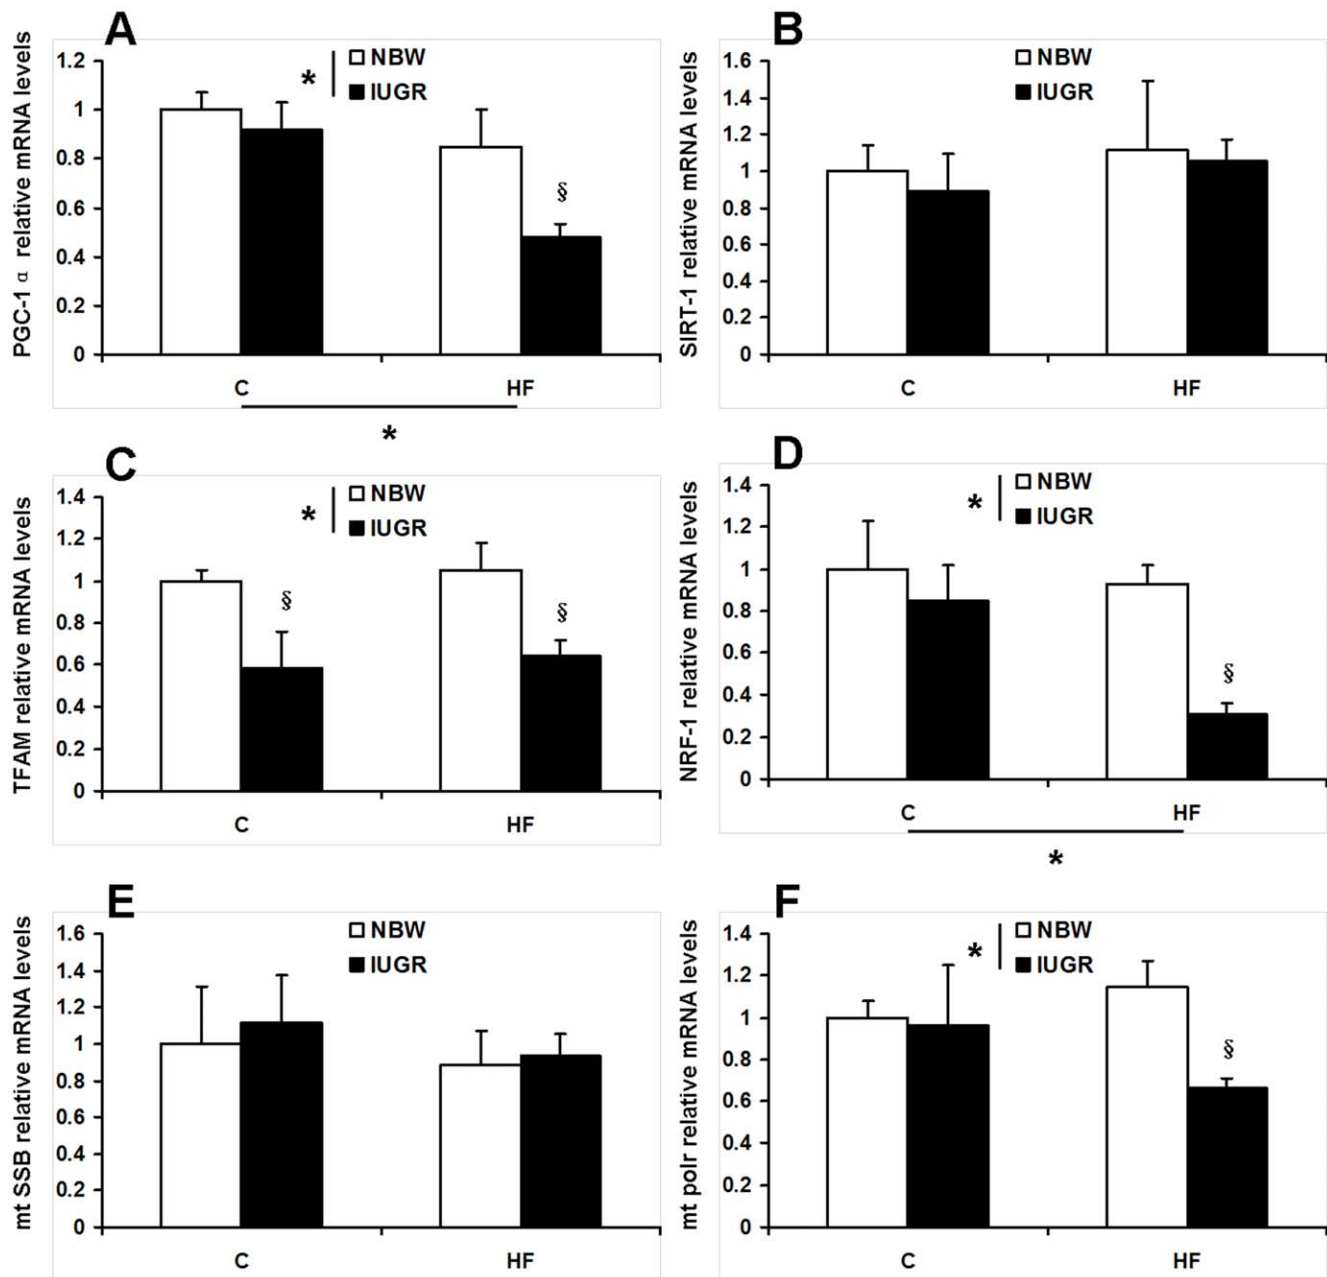 A
PGC-1 α relative mRNA levels
1.2
1
0.8
0.6
0.4
0.2
0
* NBW
IUGR
§
C HF
*
B
SIRT-1 relative mRNA levels
1.6
1.4
1.2
1
0.8
0.6
0.4
0.2
0
NBW
IUGR
C HF
C
TFAM relative mRNA levels
1.4
1.2
1
0.8
0.6
0.4
0.2
0
* NBW
IUGR
§ §
C HF
D
NRF-1 relative mRNA levels
1.4
1.2
1
0.8
0.6
0.4
0.2
0
* NBW
IUGR
§
C HF
*
E
mt SSB relative mRNA levels
1.6
1.4
1.2
1
0.8
0.6
0.4
0.2
0
NBW
IUGR
C HF
F
mt polr relative mRNA levels
1.4
1.2
1
0.8
0.6
0.4
0.2
0
* NBW
IUGR
§
C HF